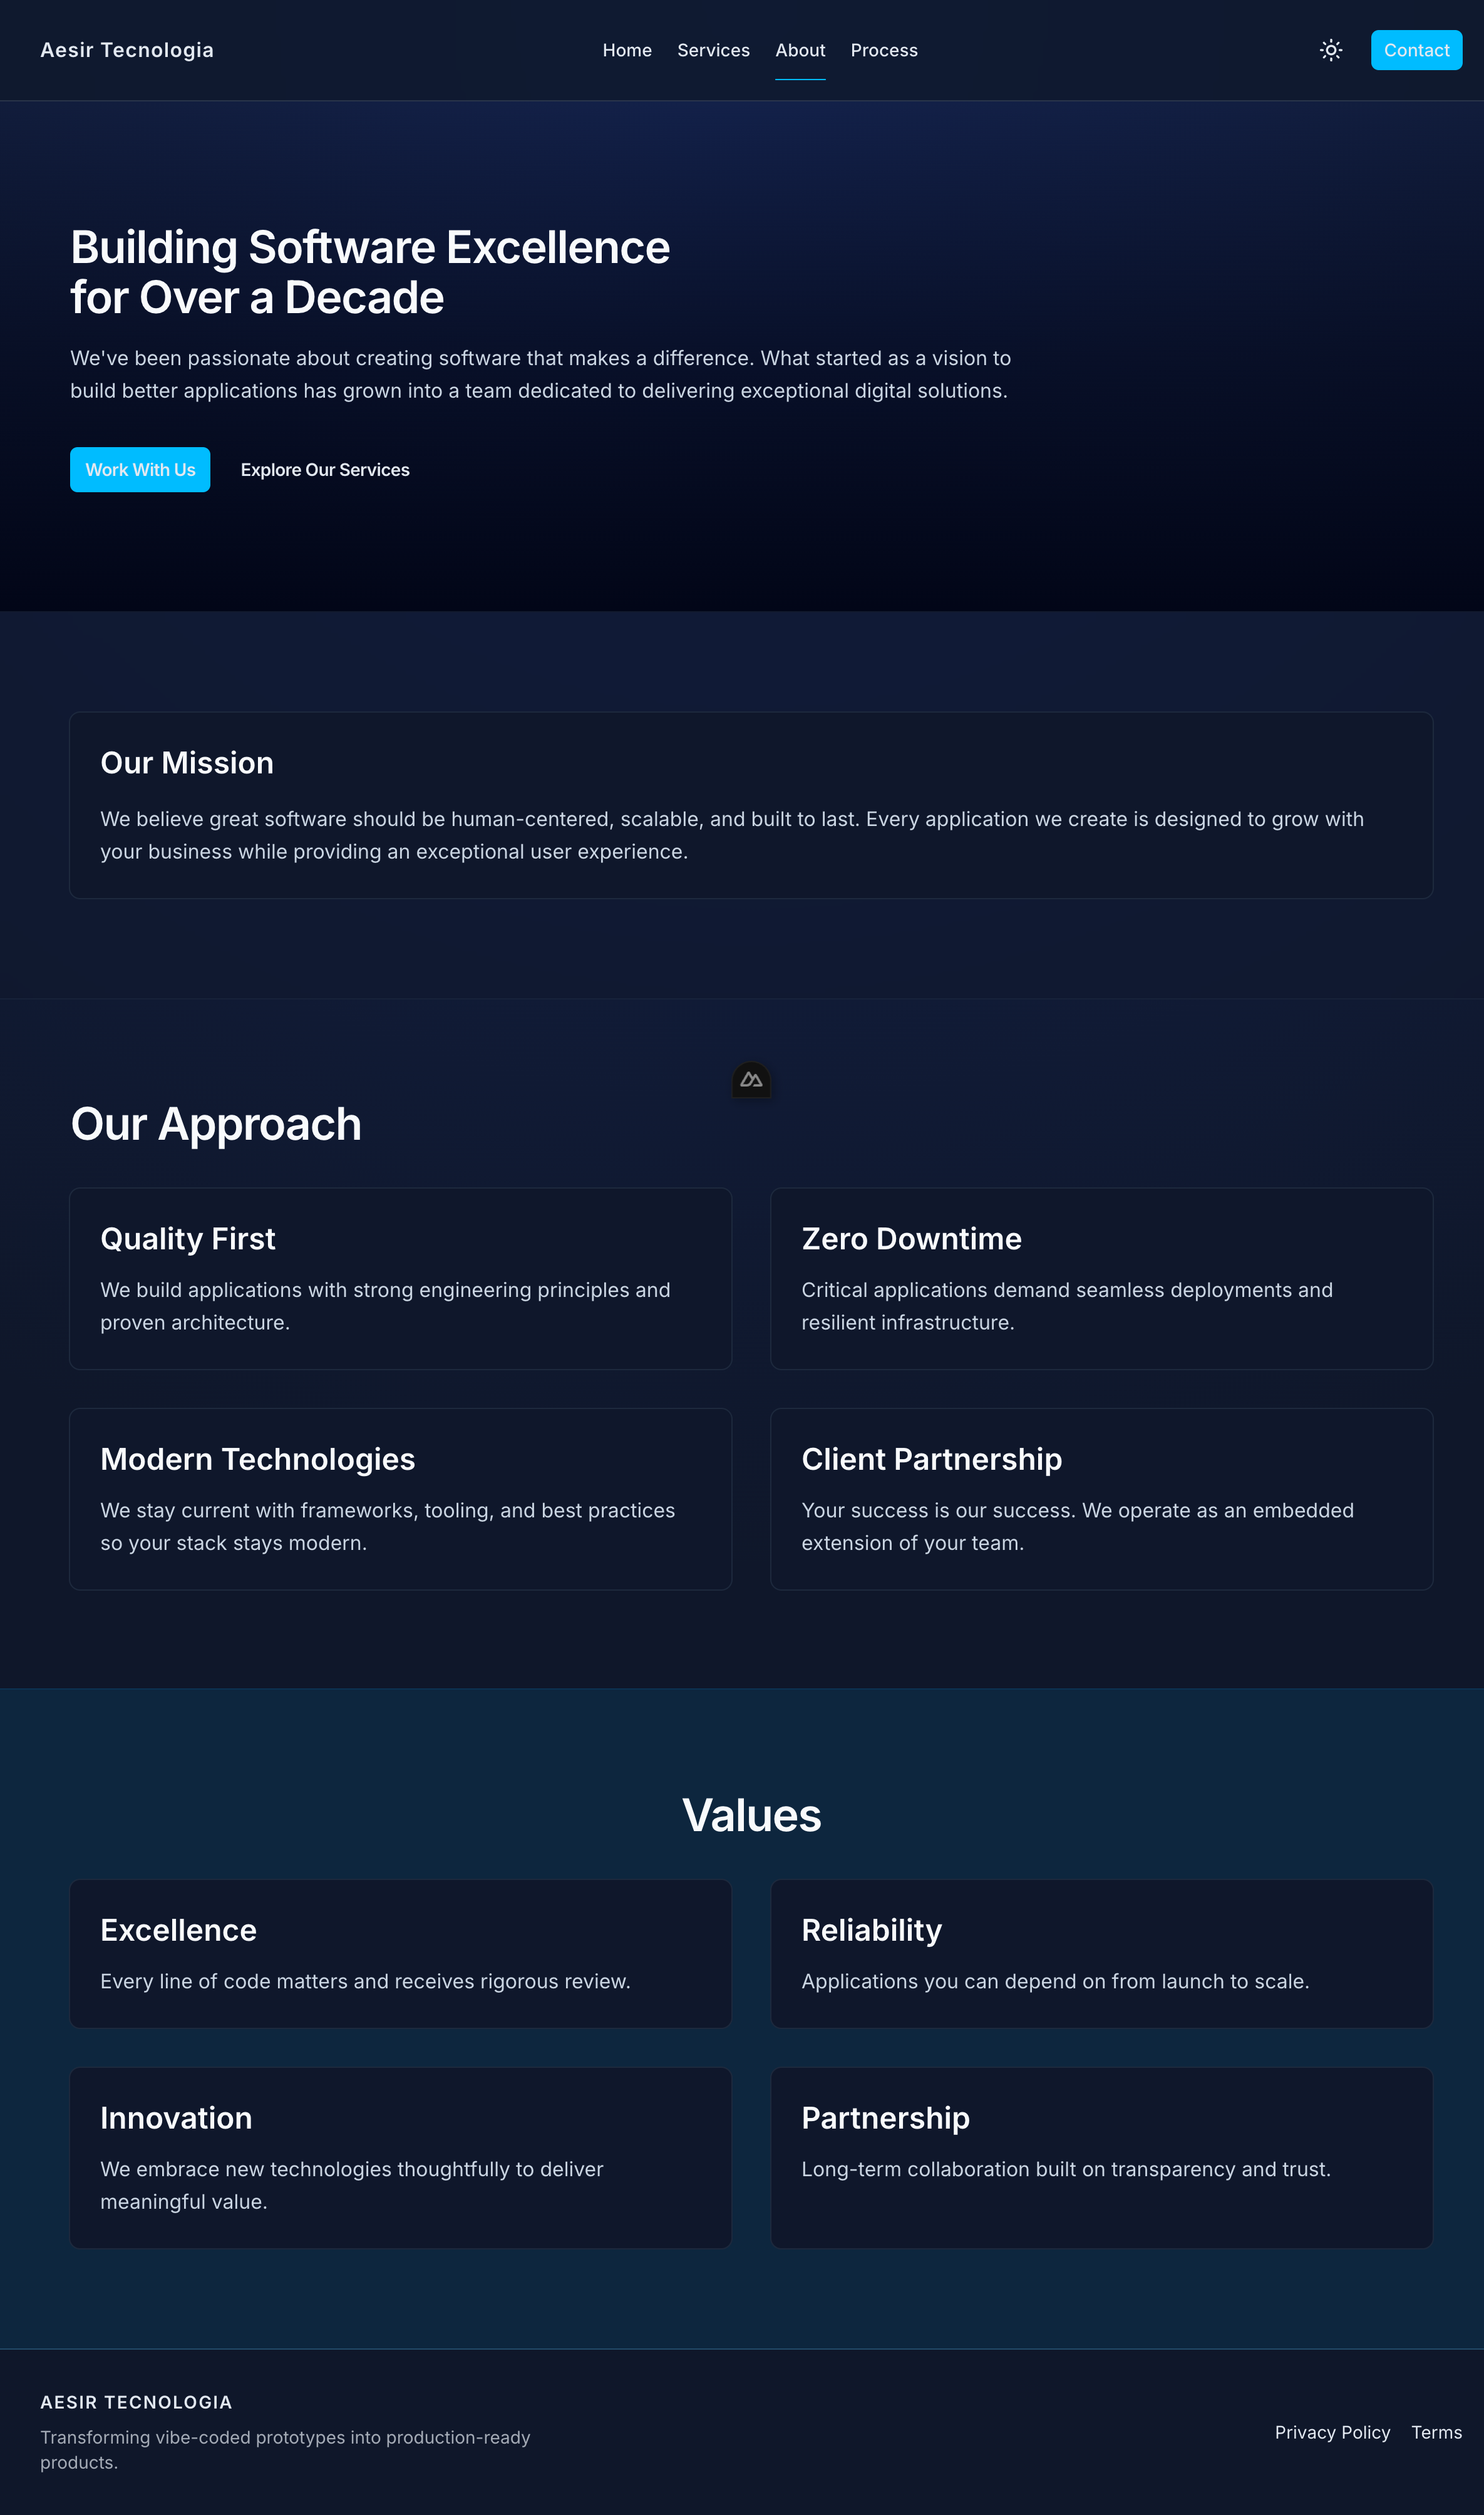 Aesir Tecnologia
Home Services About Process
Contact
Building Software Excellence
for Over a Decade
We've been passionate about creating software that makes a difference. What started as a vision to
build better applications has grown into a team dedicated to delivering exceptional digital solutions.
Work With Us
Explore Our Services
Our Mission
We believe great software should be human-centered, scalable, and built to last. Every application we create is designed to grow with
your business while providing an exceptional user experience.
Our Approach
Quality First
We build applications with strong engineering principles and
proven architecture.
Zero Downtime
Critical applications demand seamless deployments and
resilient infrastructure.
Modern Technologies
We stay current with frameworks, tooling, and best practices
so your stack stays modern.
Client Partnership
Your success is our success. We operate as an embedded
extension of your team.
Values
Excellence
Every line of code matters and receives rigorous review.
Reliability
Applications you can depend on from launch to scale.
Innovation
We embrace new technologies thoughtfully to deliver
meaningful value.
Partnership
Long-term collaboration built on transparency and trust.
AESIR TECNOLOGIA
Transforming vibe-coded prototypes into production-ready
products.
Privacy Policy Terms